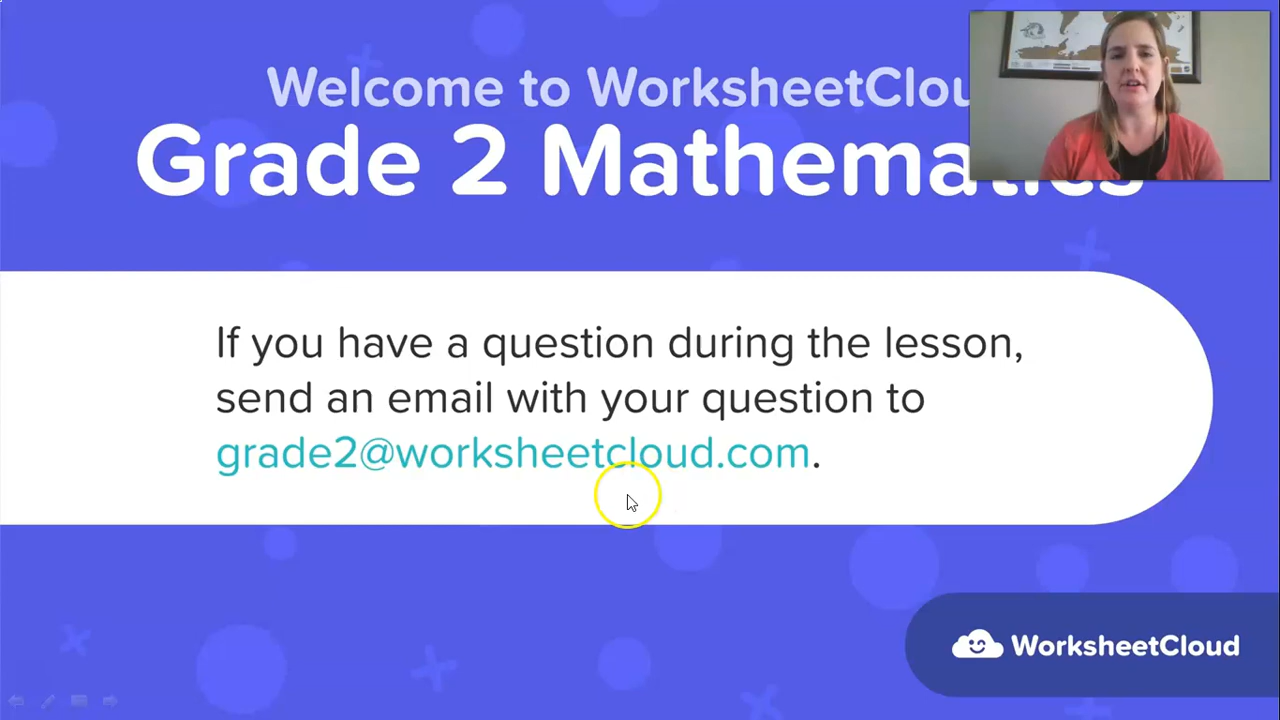 Welcome to WorksheetClou
Grade 2 Mathematics
If you have a question during the lesson,
send an email with your question to
grade2@worksheetcloud.com.
WorksheetCloud